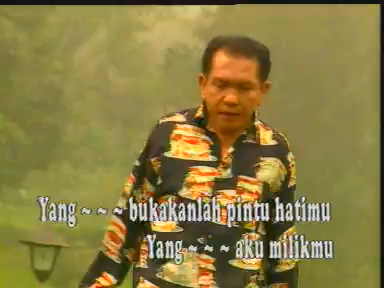 Yang ~ ~ ~ bukakanlah pintu hatimu
Yang ~ ~ ~ aku milikmu